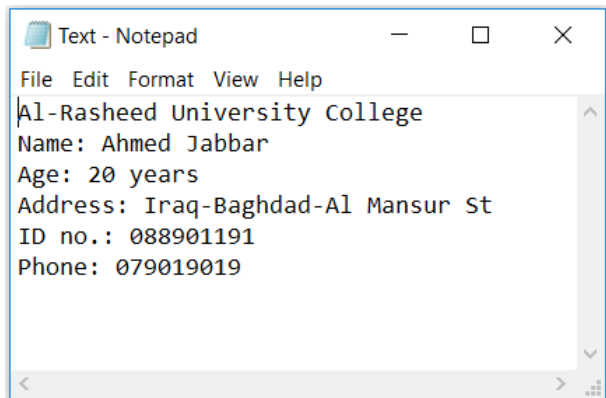 Text - Notepad
File Edit Format View Help
Al-Rasheed University College
Name: Ahmed Jabbar
Age: 20 years
Address: Iraq-Baghdad-Al Mansur St
ID no.: 088901191
Phone: 079019019